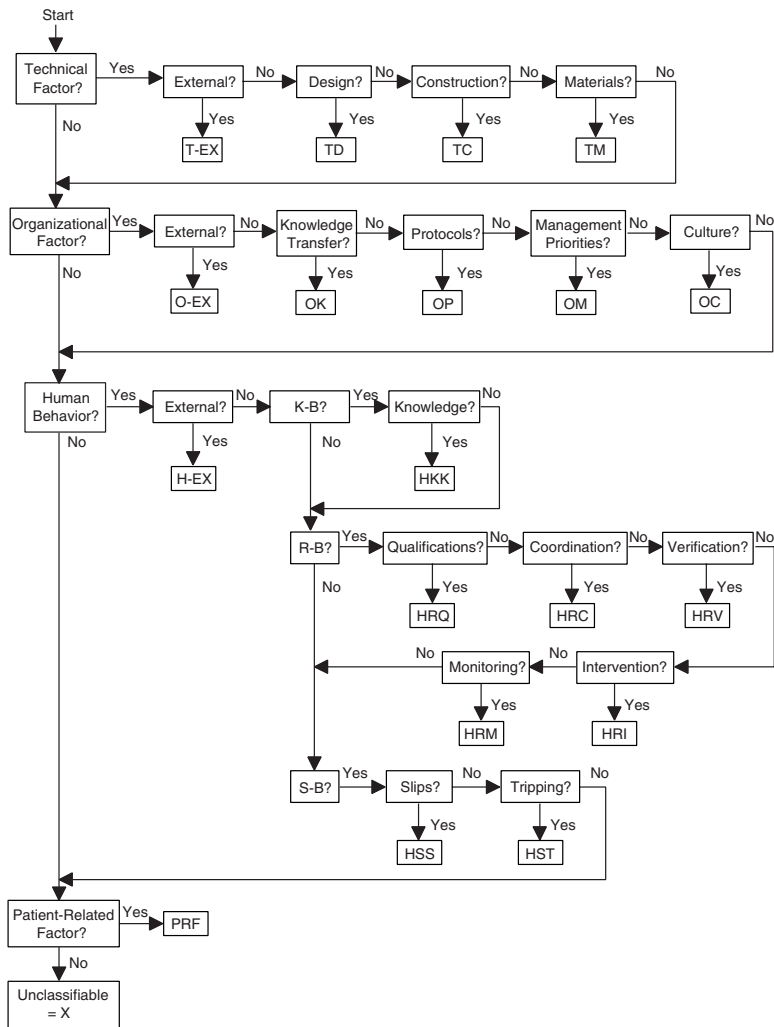 Start
Technical
Factor?
Yes
External?
No
Design?
No
Construction?
No
Materials?
No
No
Yes
Yes
Yes
Yes
T-EX
TD
TC
TM
Organizational
Factor?
Yes
External?
No
Knowledge
Transfer?
No
Protocols?
No
Management
Priorities?
No
Culture?
No
No
Yes
Yes
Yes
Yes
Yes
O-EX
OK
OP
OM
OC
Human
Behavior?
Yes
External?
No
K-B?
Yes
Knowledge?
No
No
Yes
No
Yes
H-EX
HKK
R-B?
Yes
Qualifications?
No
Coordination?
No
Verification?
No
No
Yes
Yes
Yes
HRQ
HRC
HRV
No
Monitoring?
No
Intervention?
Yes
Yes
HRM
HRI
S-B?
Yes
Slips?
No
Tripping?
No
Yes
Yes
HSS
HST
Patient-Related
Factor?
Yes
PRF
No
Unclassifiable
= X